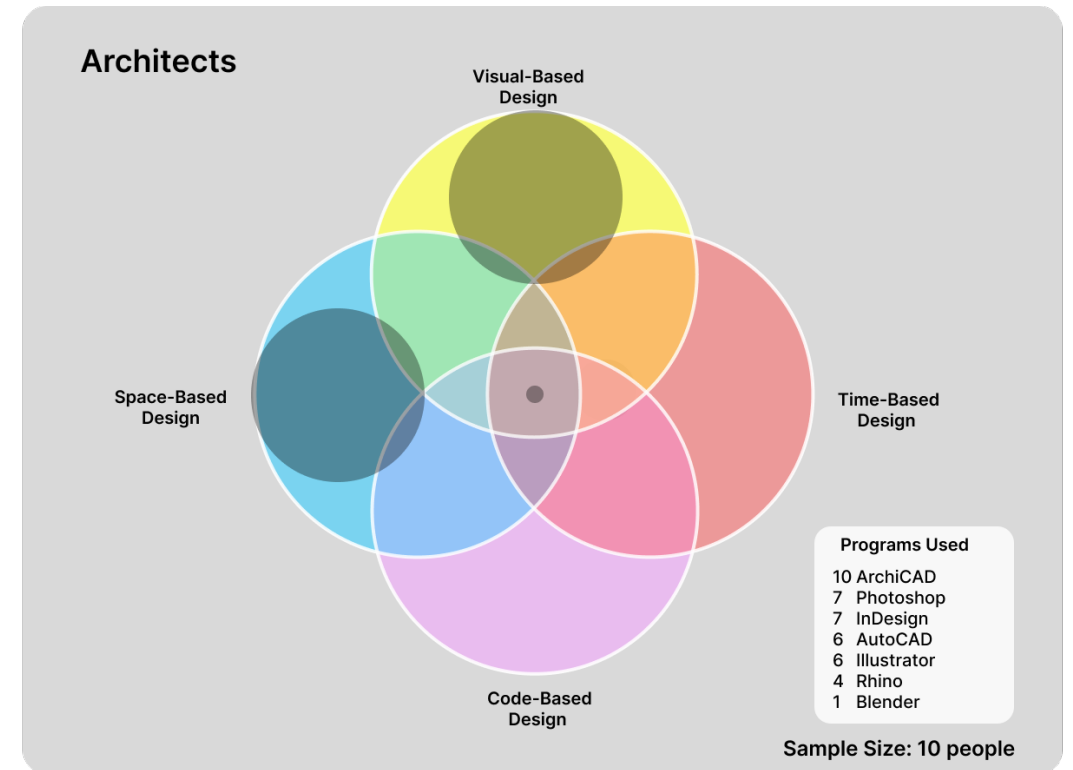 Architects
Visual-Based
Design
Space-Based
Design
Time-Based
Design
Code-Based
Design
Programs Used
10 ArchiCAD
7 Photoshop
7 InDesign
6 AutoCAD
6 Illustrator
4 Rhino
1 Blender
Sample Size: 10 people